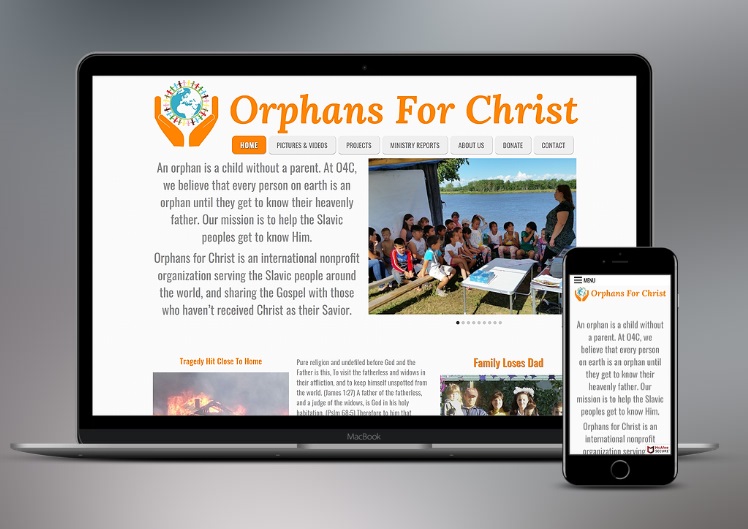 Orphans For Christ
HOME
PICTURES & VIDEOS
PROJECTS
MINISTRY REPORTS
ABOUT US
DONATE
CONTACT
An orphan is a child without a parent. At O4C,
we believe that every person on earth is an
orphan until they get to know their heavenly
father. Our mission is to help the Slavic
peoples get to know Him.
Orphans for Christ is an international nonprofit
organization serving the Slavic people around
the world, and sharing the Gospel with those
who haven't received Christ as their Savior.
Tragedy Hit Close To Home
Pure religion and undefiled before God and the
Father is this, To visit the fatherless and widows in
their affliction, and to keep himself unspotted from
the world. (James 1:27) A father of the fatherless,
and a judge of the widows, is God in his holy
habitation. (Pslm 68:5) Therefore to him that
Family Loses Dad
MacBook
MENU
Orphans For Christ
An orphan is a child without
a parent. At O4C, we
believe that every person
on earth is an orphan until
they get to know their
heavenly father. Our
mission is to help the Slavic
peoples get to know Him.
Orphans for Christ is an
international nonprofit
organization serving
McAfee
SECURE